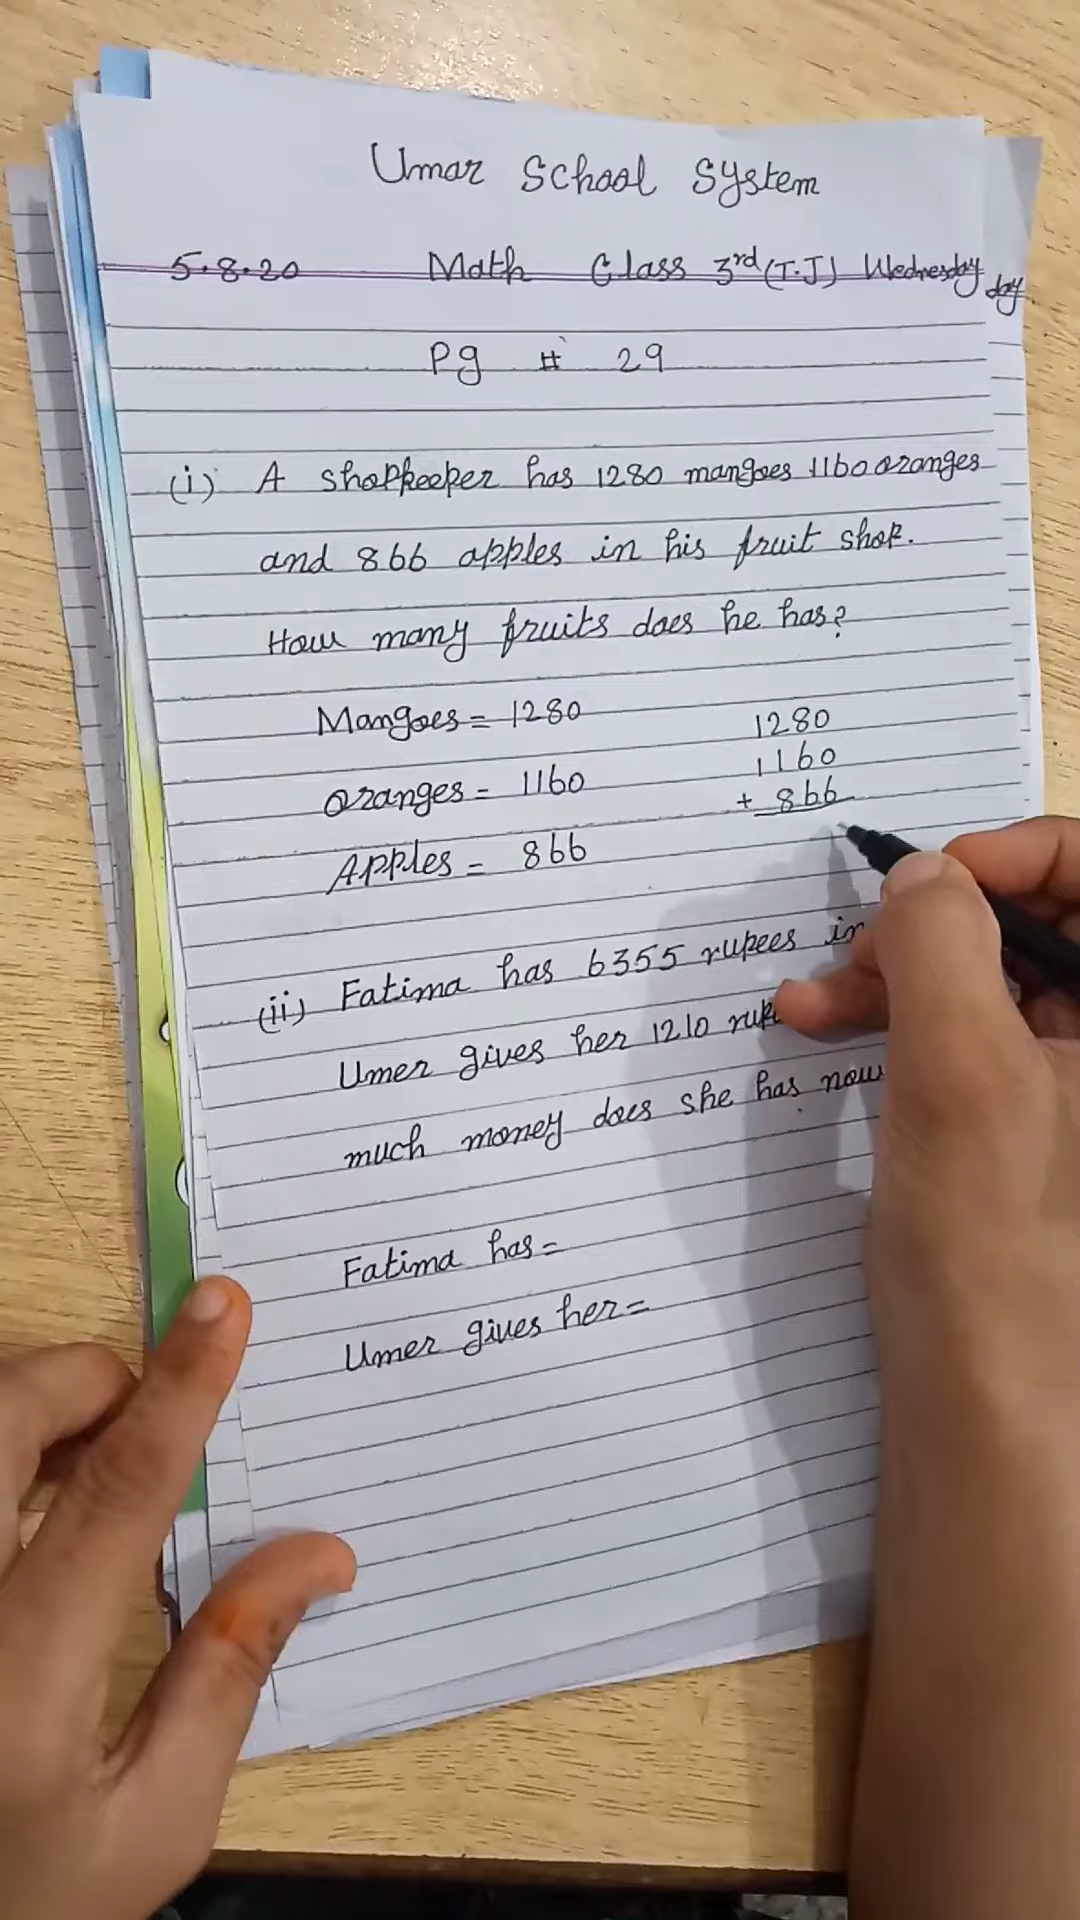 Umar School System
5.8.20 Math Class 3rd (T.J) Wednesday day
Pg # 29
(i) A shopkeeper has 1280 mangoes 1160 oranges
and 866 apples in his fruit shop.
How many fruits does he has?
Mangoes = 1280
oranges = 1160
Apples = 866
1280
1160
+ 866
(ii) Fatima has 6355 rupees in
Umer gives her 1210
much money does she has now
Fatima has =
Umer gives her =